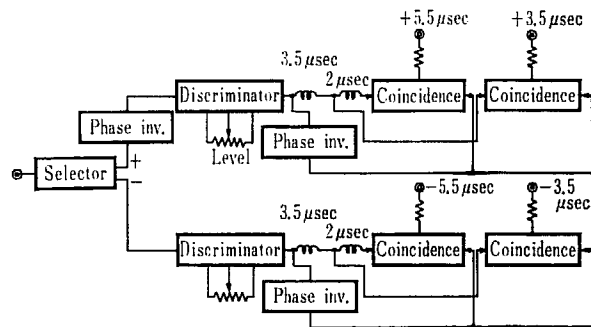 +5.5 μsec
+3.5 μsec
3.5 μsec
2 μsec
Discriminator
Coincidence
Coincidence
Phase inv.
Level
Phase inv.
+
Selector
−
−5.5 μsec
−3.5
μsec
3.5 μsec
2 μsec
Discriminator
Coincidence
Coincidence
Phase inv.